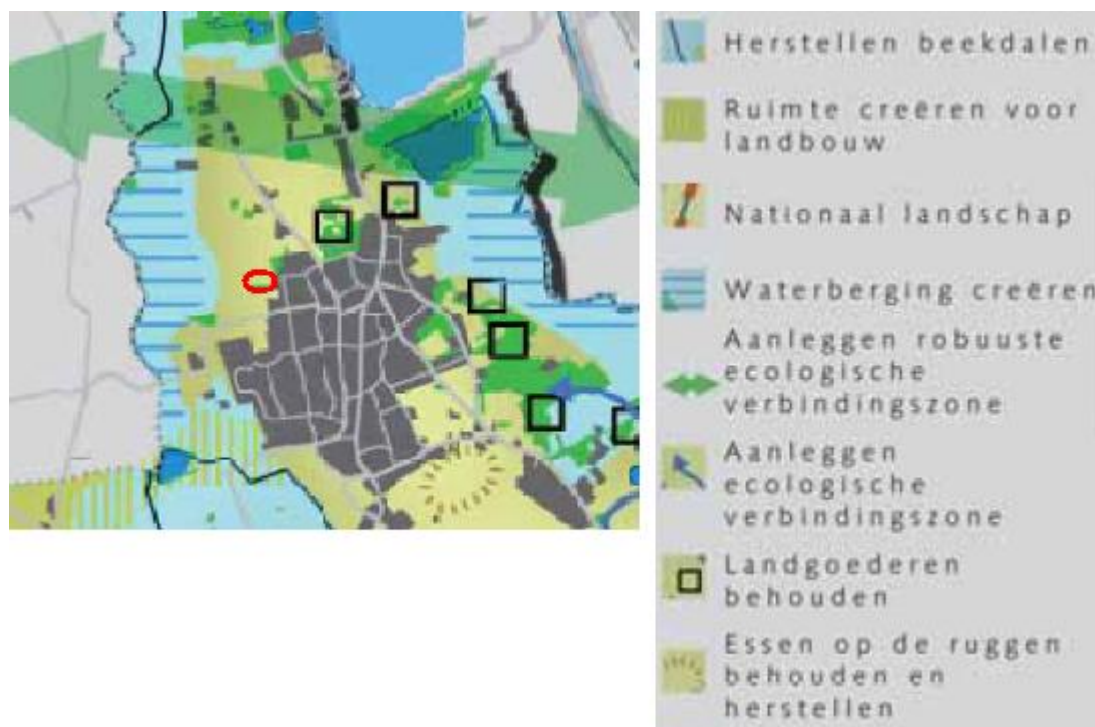 Herstellen beekdalen
Ruimte creëren voor
landbouw
Nationaal landschap
Waterberging creëren
Aanleggen robuuste
ecologische
verbindingszone
Aanleggen
ecologische
verbindingszone
Landgoederen
behouden
Essen op de ruggen
behouden en
herstellen